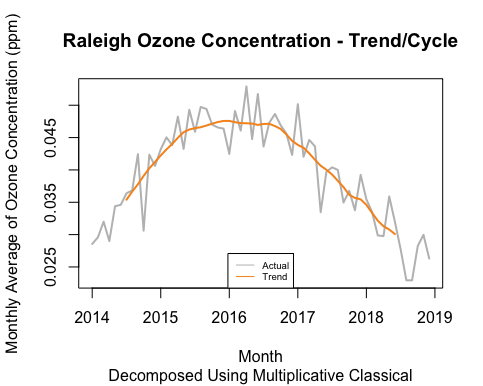 Raleigh Ozone Concentration - Trend/Cycle
Monthly Average of Ozone Concentration (ppm)
0.045
0.035
0.025
Actual
Trend
2014 2015 2016 2017 2018 2019
Month
Decomposed Using Multiplicative Classical